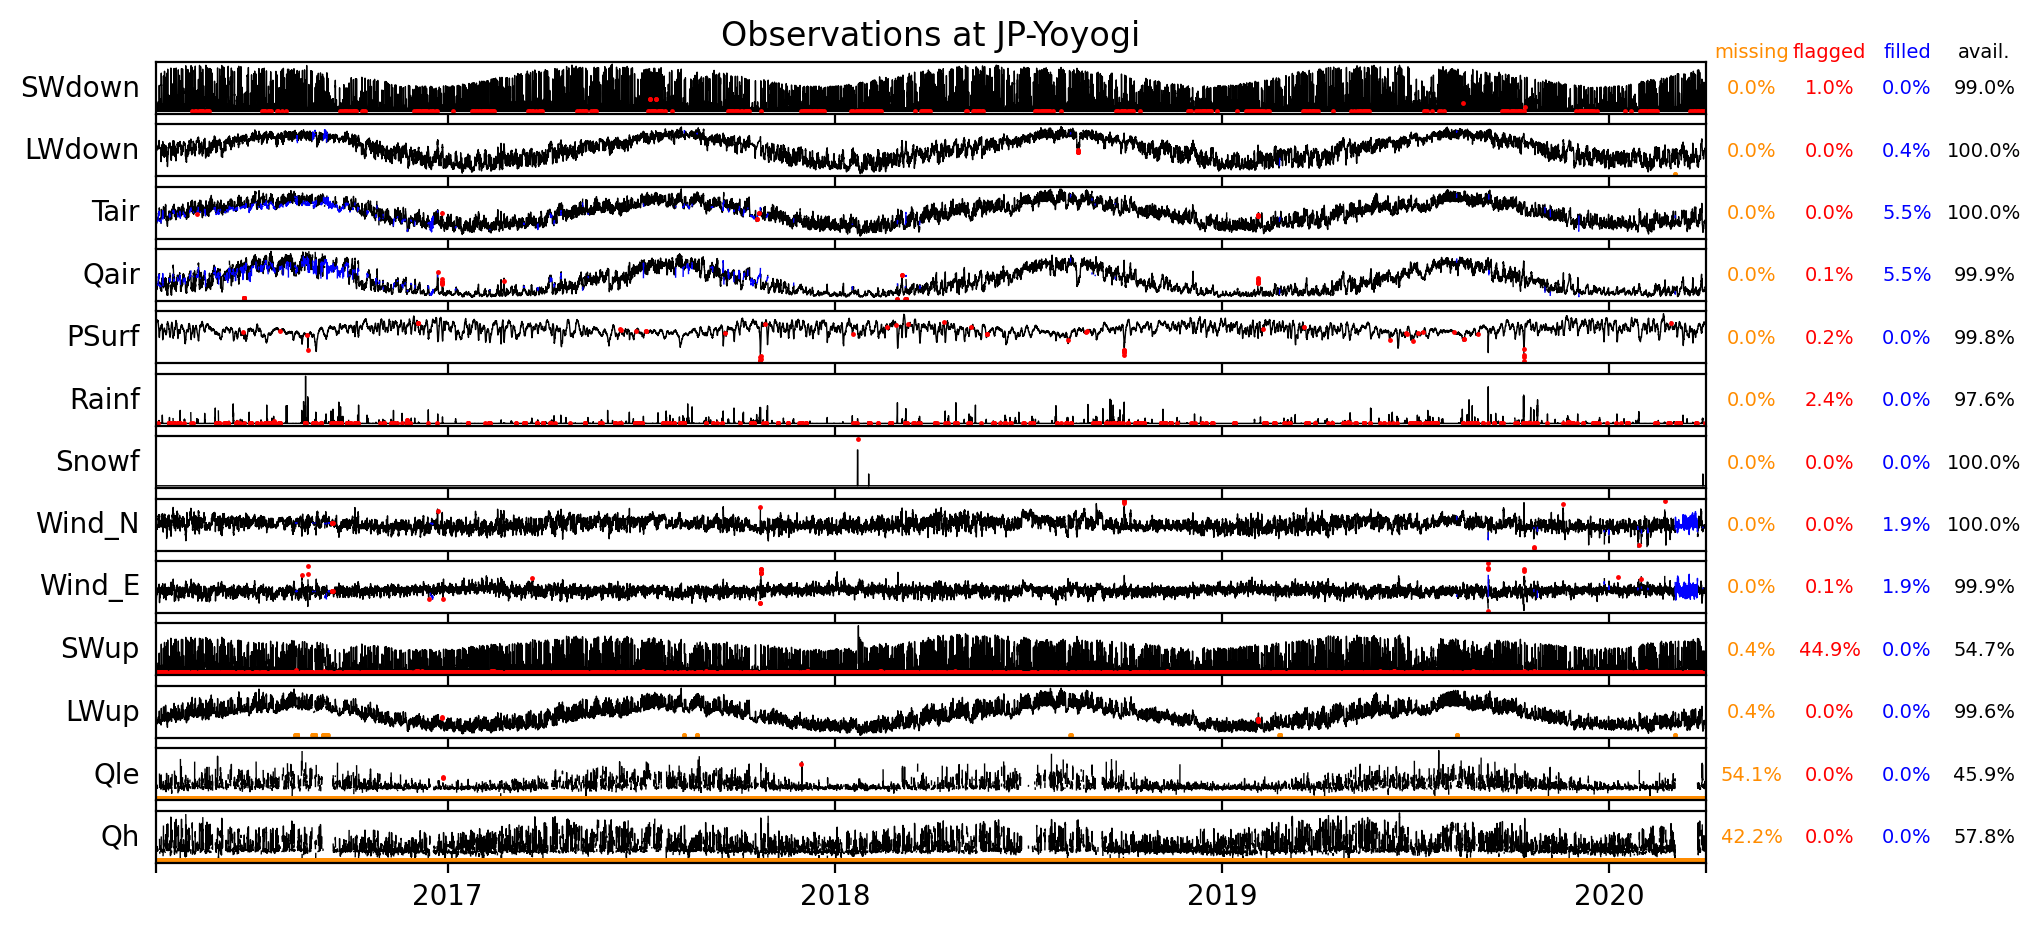 Observations at JP-Yoyogi
missing flagged filled avail.
SWdown 0.0% 1.0% 0.0% 99.0%
LWdown 0.0% 0.0% 0.4% 100.0%
Tair 0.0% 0.0% 5.5% 100.0%
Qair 0.0% 0.1% 5.5% 99.9%
PSurf 0.0% 0.2% 0.0% 99.8%
Rainf 0.0% 2.4% 0.0% 97.6%
Snowf 0.0% 0.0% 0.0% 100.0%
Wind_N 0.0% 0.0% 1.9% 100.0%
Wind_E 0.0% 0.1% 1.9% 99.9%
SWup 0.4% 44.9% 0.0% 54.7%
LWup 0.4% 0.0% 0.0% 99.6%
Qle 54.1% 0.0% 0.0% 45.9%
Qh 42.2% 0.0% 0.0% 57.8%
2017 2018 2019 2020